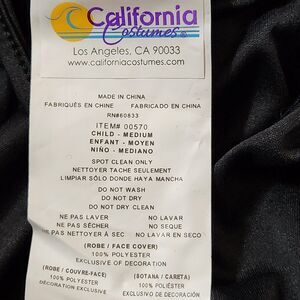 California
Costumes®
Los Angeles, CA 90033
www.californiacostumes.com
MADE IN CHINA
FABRIQUÉS EN CHINE FABRICADO EN CHINA
RN#60833
ITEM# 00570
CHILD - MEDIUM
ENFANT - MOYEN
NIÑO - MEDIANO
SPOT CLEAN ONLY
NETTOYER TACHE SEULEMENT
LIMPIAR SÓLO DONDE HAYA MANCHA
DO NOT WASH
DO NOT DRY
DO NOT DRY CLEAN
NE PAS LAVER NO LAVAR
NE PAS SÈCHER NO SEQUE
NE PAS NETTOYER À SEC NO LAVAR EN SECO
(ROBE / FACE COVER)
100% POLYESTER
EXCLUSIVE OF DECORATION
(ROBE / COUVRE-FACE) (SOTANA / CARETA)
100% POLYESTER 100% POLIÉSTER
DÉCORATION EXCLUSIVE EXCLUSIVO DE DECORACIÓN